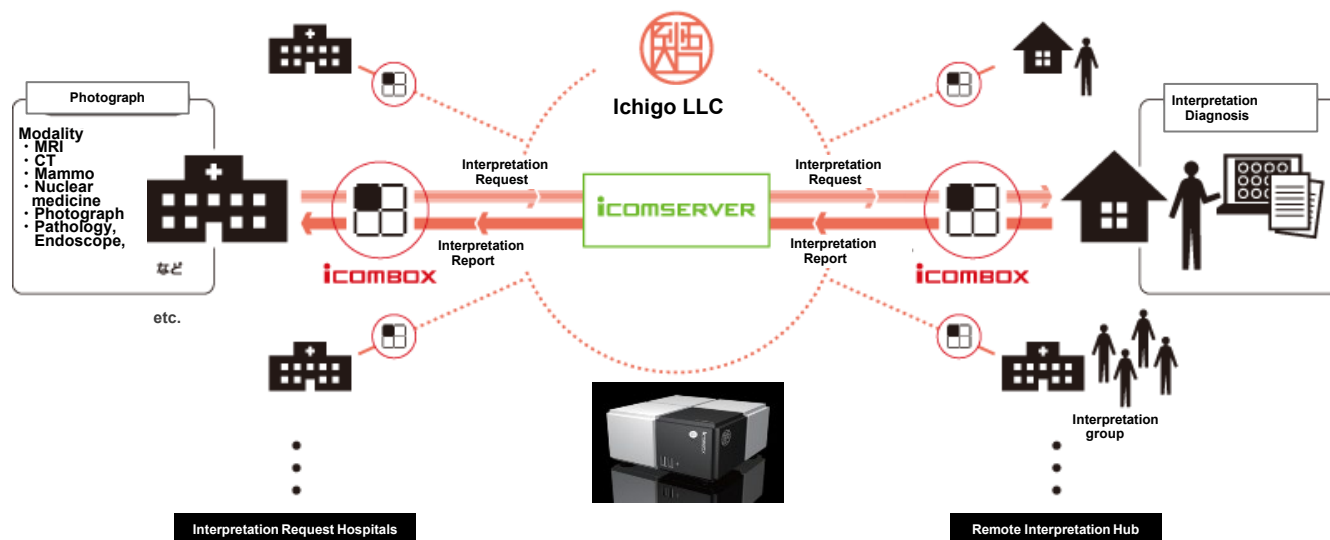 Ichigo LLC
Photograph
Modality
・MRI
・CT
・Mammo
・Nuclear
medicine
・Photograph
・Pathology,
Endoscope,
など
etc.
iCOMBOX
Interpretation
Request
Interpretation
Report
iCOMSERVER
Interpretation
Request
Interpretation
Report
iCOMBOX
Interpretation
Diagnosis
Interpretation
group
Interpretation Request Hospitals
Remote Interpretation Hub